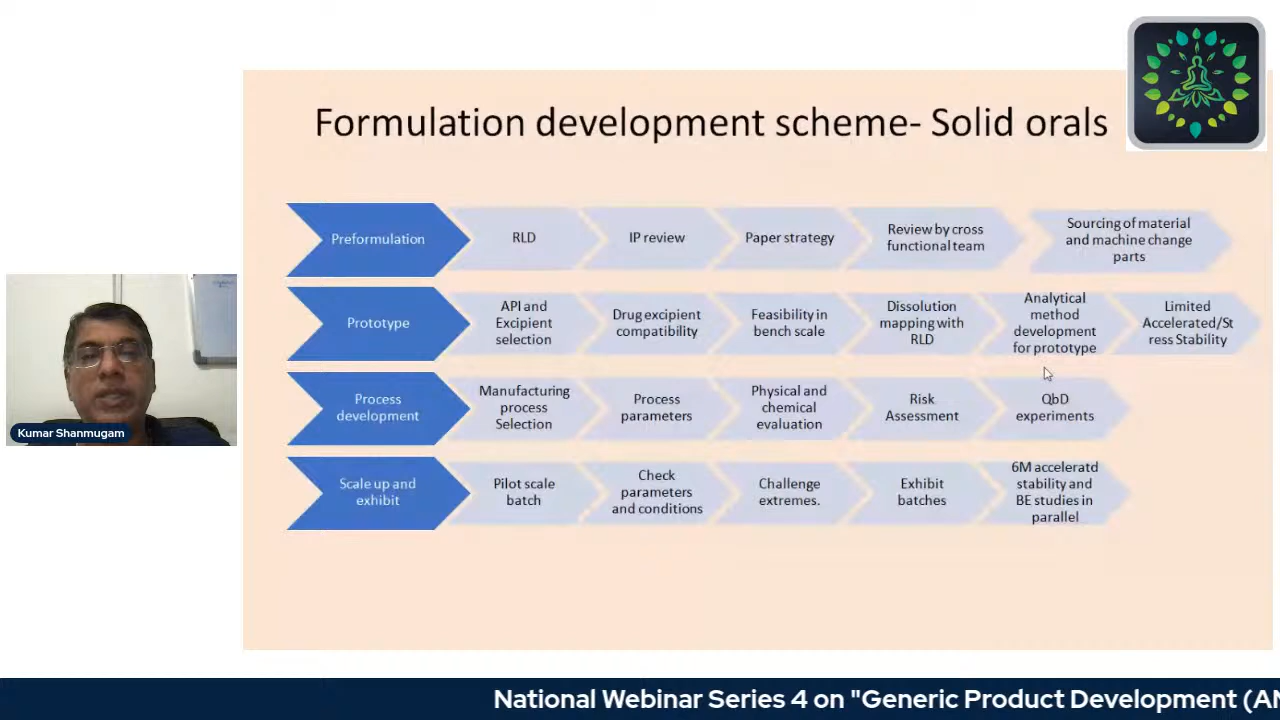 Formulation development scheme- Solid orals
Preformulation
RLD
IP review
Paper strategy
Review by cross
functional team
Sourcing of material
and machine change
parts
Prototype
API and
Excipient
selection
Drug excipient
compatibility
Feasibility in
bench scale
Dissolution
mapping with
RLD
Analytical
method
development
for prototype
Limited
Accelerated/St
ress Stability
Process
development
Manufacturing
process
Selection
Process
parameters
Physical and
chemical
evaluation
Risk
Assessment
QbD
experiments
Scale up and
exhibit
Pilot scale
batch
Check
parameters
and conditions
Challenge
extremes.
Exhibit
batches
6M acceleratd
stability and
BE studies in
parallel
Kumar Shanmugam
National Webinar Series 4 on "Generic Product Development (AN